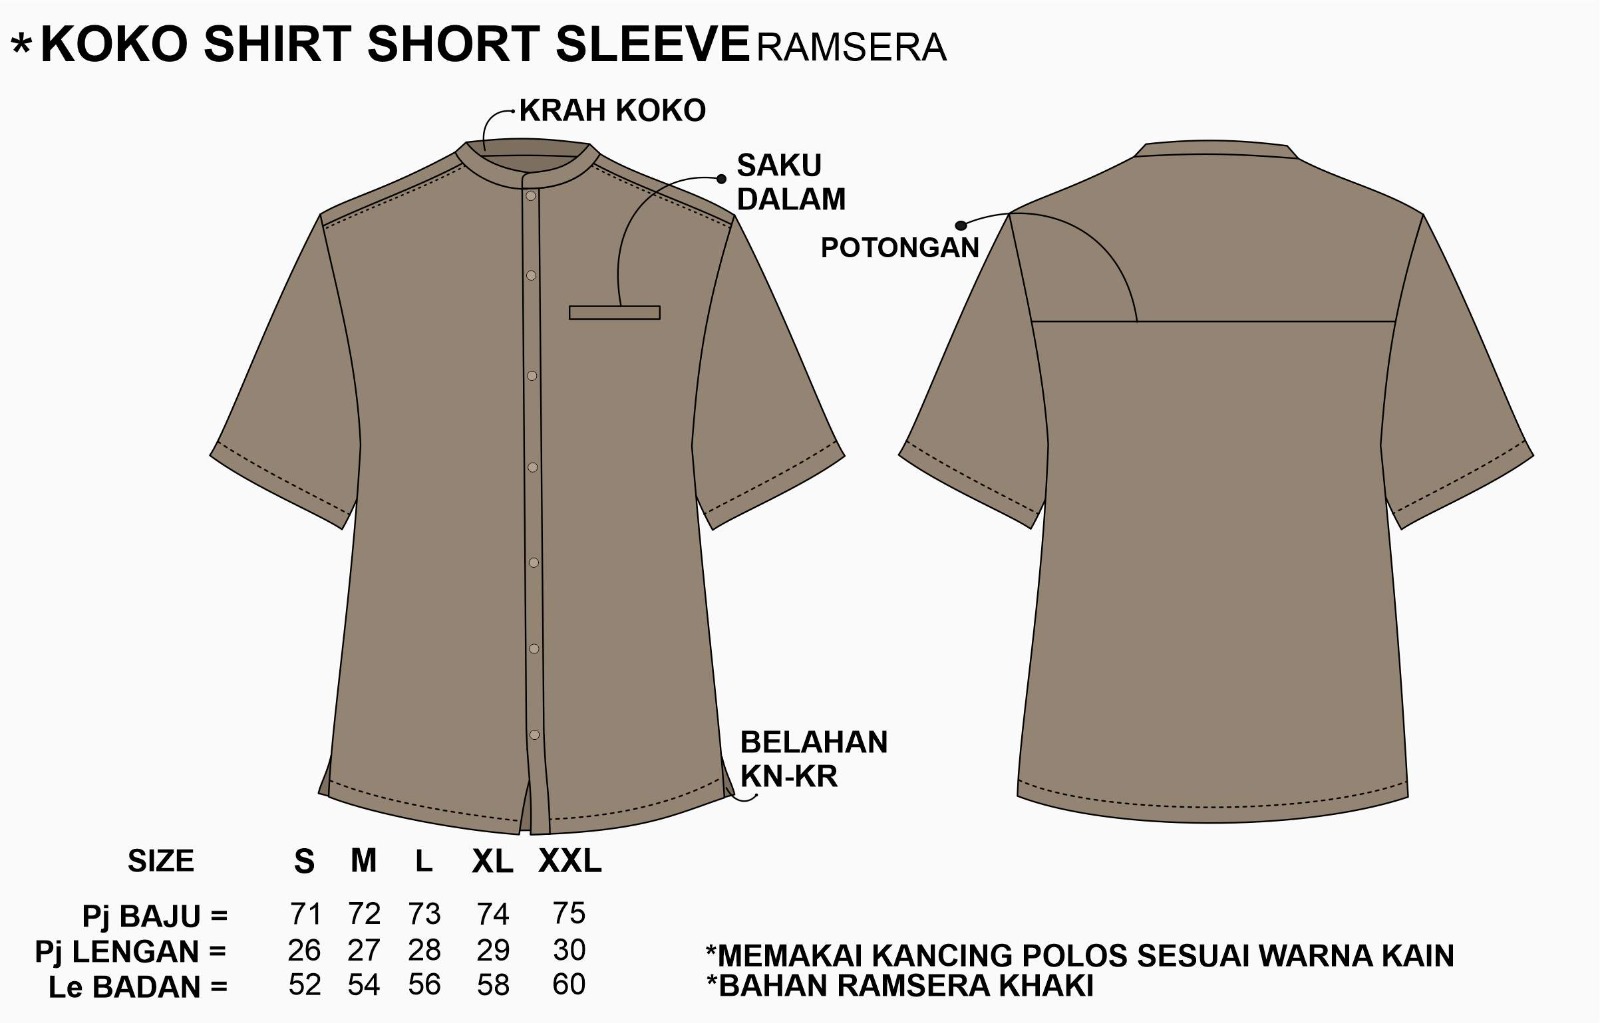 *KOKO SHIRT SHORT SLEEVE RAMSERA
KRAH KOKO
SAKU
DALAM
POTONGAN
BELAHAN
KN-KR
SIZE S M L XL XXL
Pj BAJU = 71 72 73 74 75
Pj LENGAN = 26 27 28 29 30
Le BADAN = 52 54 56 58 60
*MEMAKAI KANCING POLOS SESUAI WARNA KAIN
*BAHAN RAMSERA KHAKI